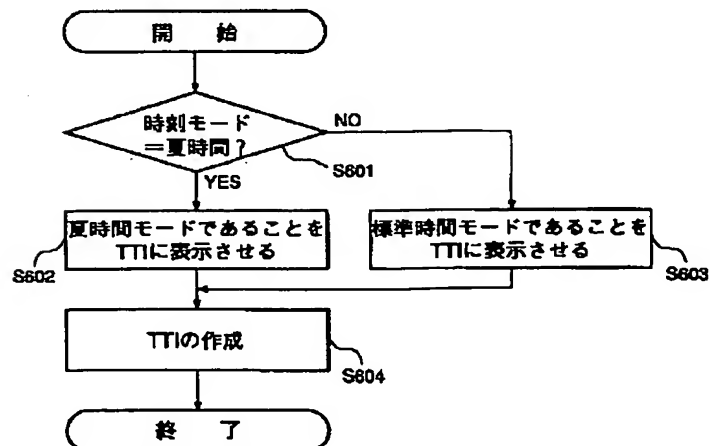 開 始
時刻モード
=夏時間?
NO
S601
YES
夏時間モードであることを
TTIに表示させる
S602
標準時間モードであることを
TTIに表示させる
S603
TTIの作成
S604
終 了